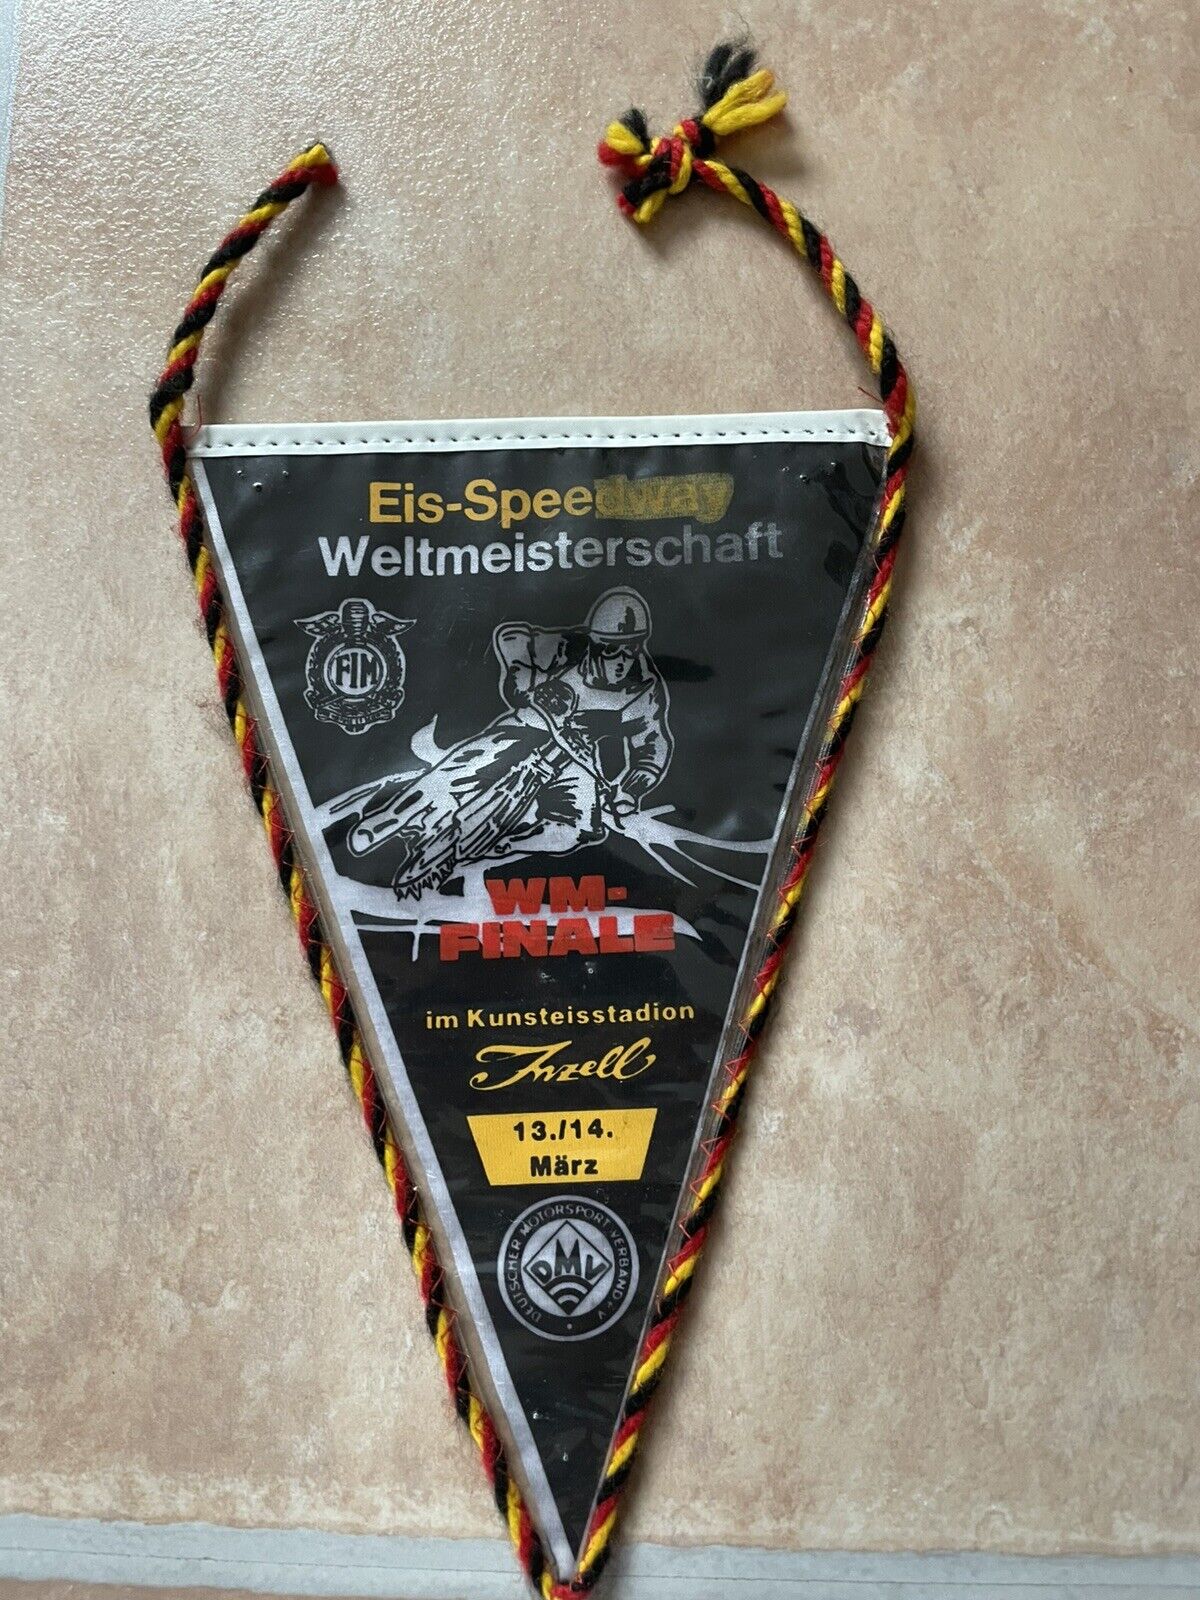 Eis-Speedway
Weltmeisterschaft
FIM
WM-
FINALE
im Kunsteisstadion
Inzell
13./14.
März
DEUTSCHER MOTORSPORT VERBAND e.V.
DMV